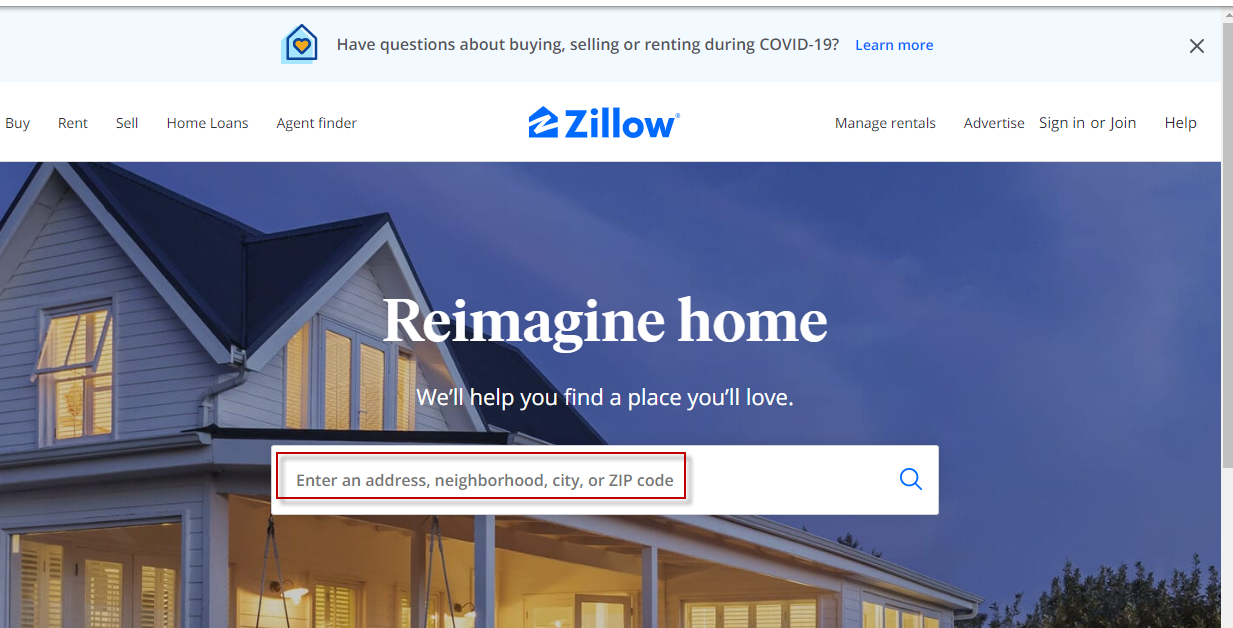 Have questions about buying, selling or renting during COVID-19? Learn more
Buy Rent Sell Home Loans Agent finder Zillow® Manage rentals Advertise Sign in or Join Help
Reimagine home
We’ll help you find a place you’ll love.
Enter an address, neighborhood, city, or ZIP code